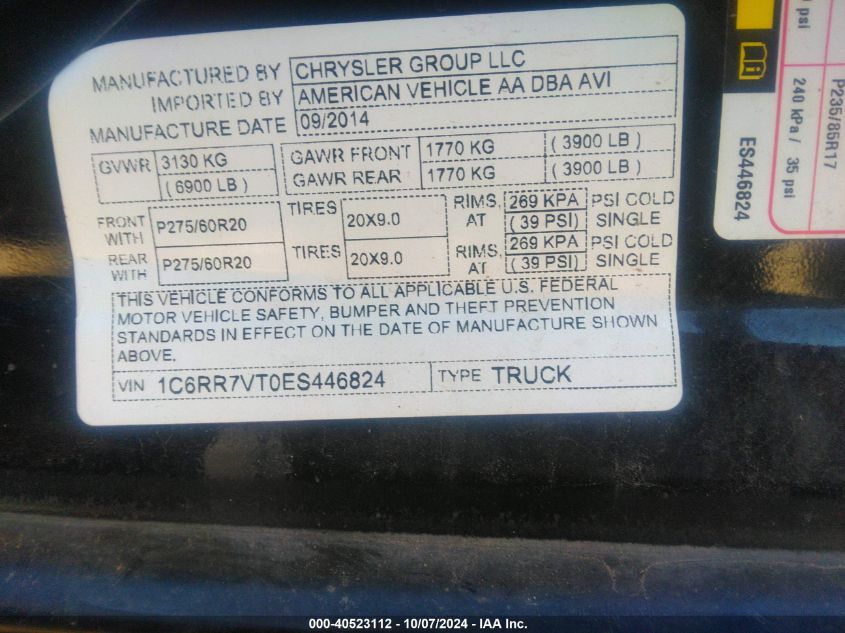 MANUFACTURED BY CHRYSLER GROUP LLC
IMPORTED BY AMERICAN VEHICLE AA DBA AVI
MANUFACTURE DATE 09/2014
GVWR 3130 KG GAWR FRONT 1770 KG ( 3900 LB )
( 6900 LB ) GAWR REAR 1770 KG ( 3900 LB )
FRONT WITH P275/60R20 TIRES 20X9.0 RIMS, AT 269 KPA PSI COLD
( 39 PSI) SINGLE
REAR WITH P275/60R20 TIRES 20X9.0 RIMS, AT 269 KPA PSI COLD
( 39 PSI) SINGLE
THIS VEHICLE CONFORMS TO ALL APPLICABLE U.S. FEDERAL
MOTOR VEHICLE SAFETY, BUMPER AND THEFT PREVENTION
STANDARDS IN EFFECT ON THE DATE OF MANUFACTURE SHOWN
ABOVE.
VIN 1C6RR7VT0ES446824 TYPE TRUCK
psi
P235/85R17
240 kPa / 35 psi
ES446824
000-40523112 - 10/07/2024 - IAA Inc.